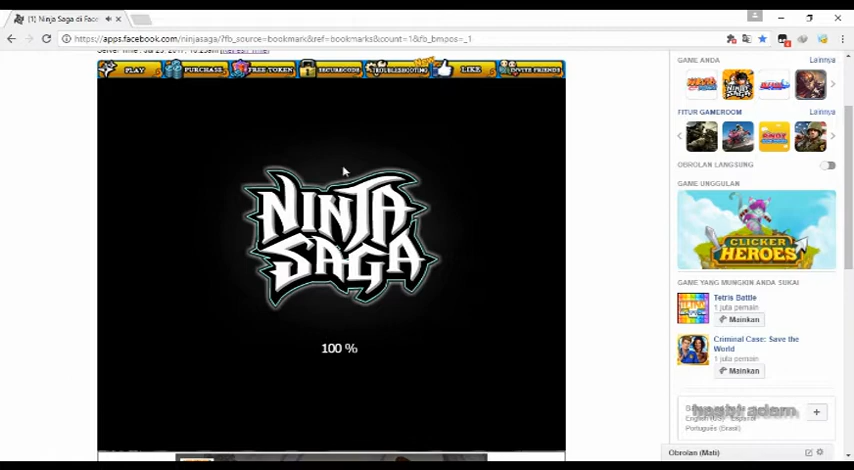 (1) Ninja Saga di Face
https://apps.facebook.com/ninjasaga/?fb_source=bookmark&ref=bookmarks&count=1&fb_bmpos=_1
PLAY
PURCHASE
FREE TOKEN
SECURE CODE
TROUBLESHOOTING
NEW
LIKE
INVITE FRIENDS
NINJA
SAGA
100 %
GAME ANDA
Lainnya
FITUR GAMEROOM
Lainnya
OBROLAN LANGSUNG
GAME UNGGULAN
CLICKER
HEROES
GAME YANG MUNGKIN ANDA SUKAI
Tetris Battle
1 juta pemain
Mainkan
Criminal Case: Save the
World
1 juta pemain
Mainkan
Português (Brasil)
Obrolan (Mati)